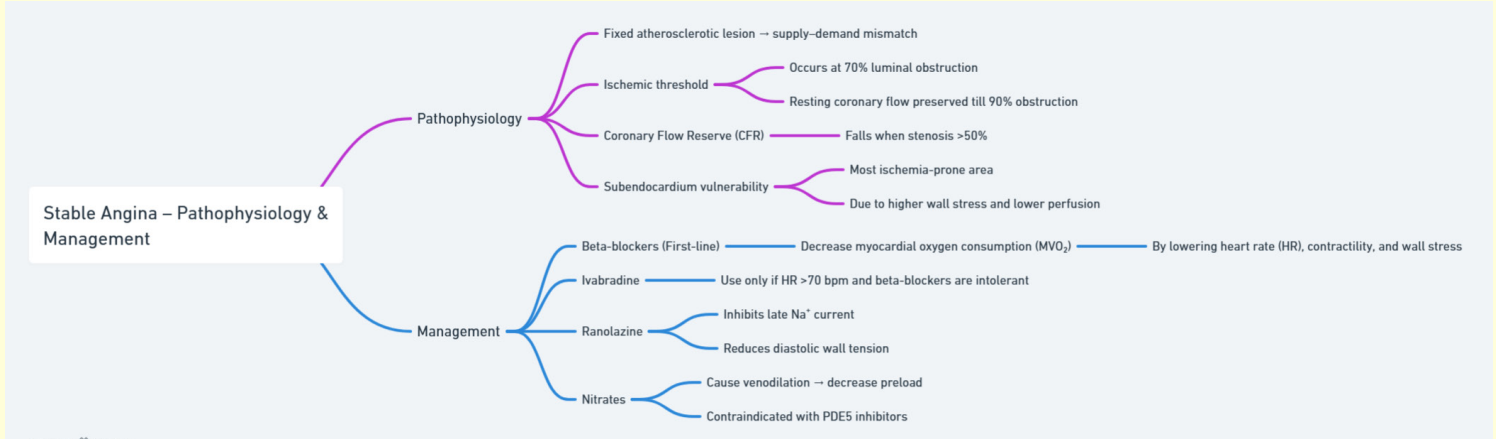 Stable Angina – Pathophysiology &
Management
Pathophysiology
Fixed atherosclerotic lesion → supply–demand mismatch
Ischemic threshold
Occurs at 70% luminal obstruction
Resting coronary flow preserved till 90% obstruction
Coronary Flow Reserve (CFR)
Falls when stenosis >50%
Subendocardium vulnerability
Most ischemia-prone area
Due to higher wall stress and lower perfusion
Management
Beta-blockers (First-line)
Decrease myocardial oxygen consumption (MVO₂)
By lowering heart rate (HR), contractility, and wall stress
Ivabradine
Use only if HR >70 bpm and beta-blockers are intolerant
Ranolazine
Inhibits late Na⁺ current
Reduces diastolic wall tension
Nitrates
Cause venodilation → decrease preload
Contraindicated with PDE5 inhibitors